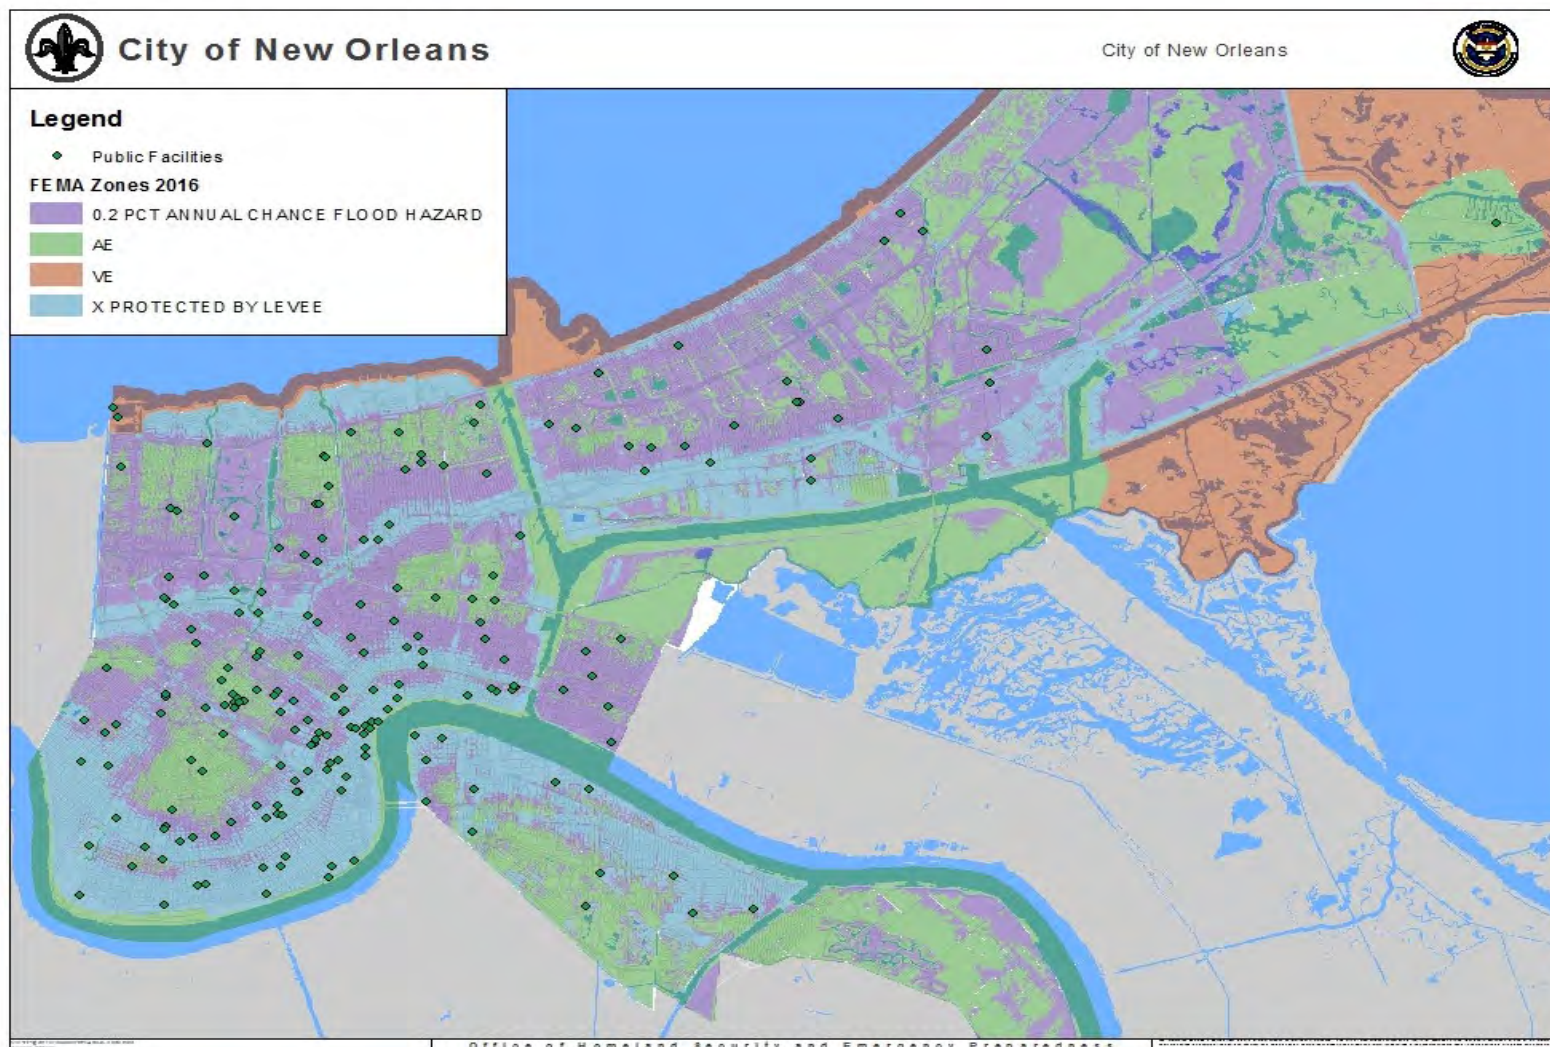 City of New Orleans
City of New Orleans
Legend
Public Facilities
FEMA Zones 2016
0.2 PCT ANNUAL CHANCE FLOOD HAZARD
AE
VE
X PROTECTED BY LEVEE
Office of Homeland Security and Emergency Preparedness